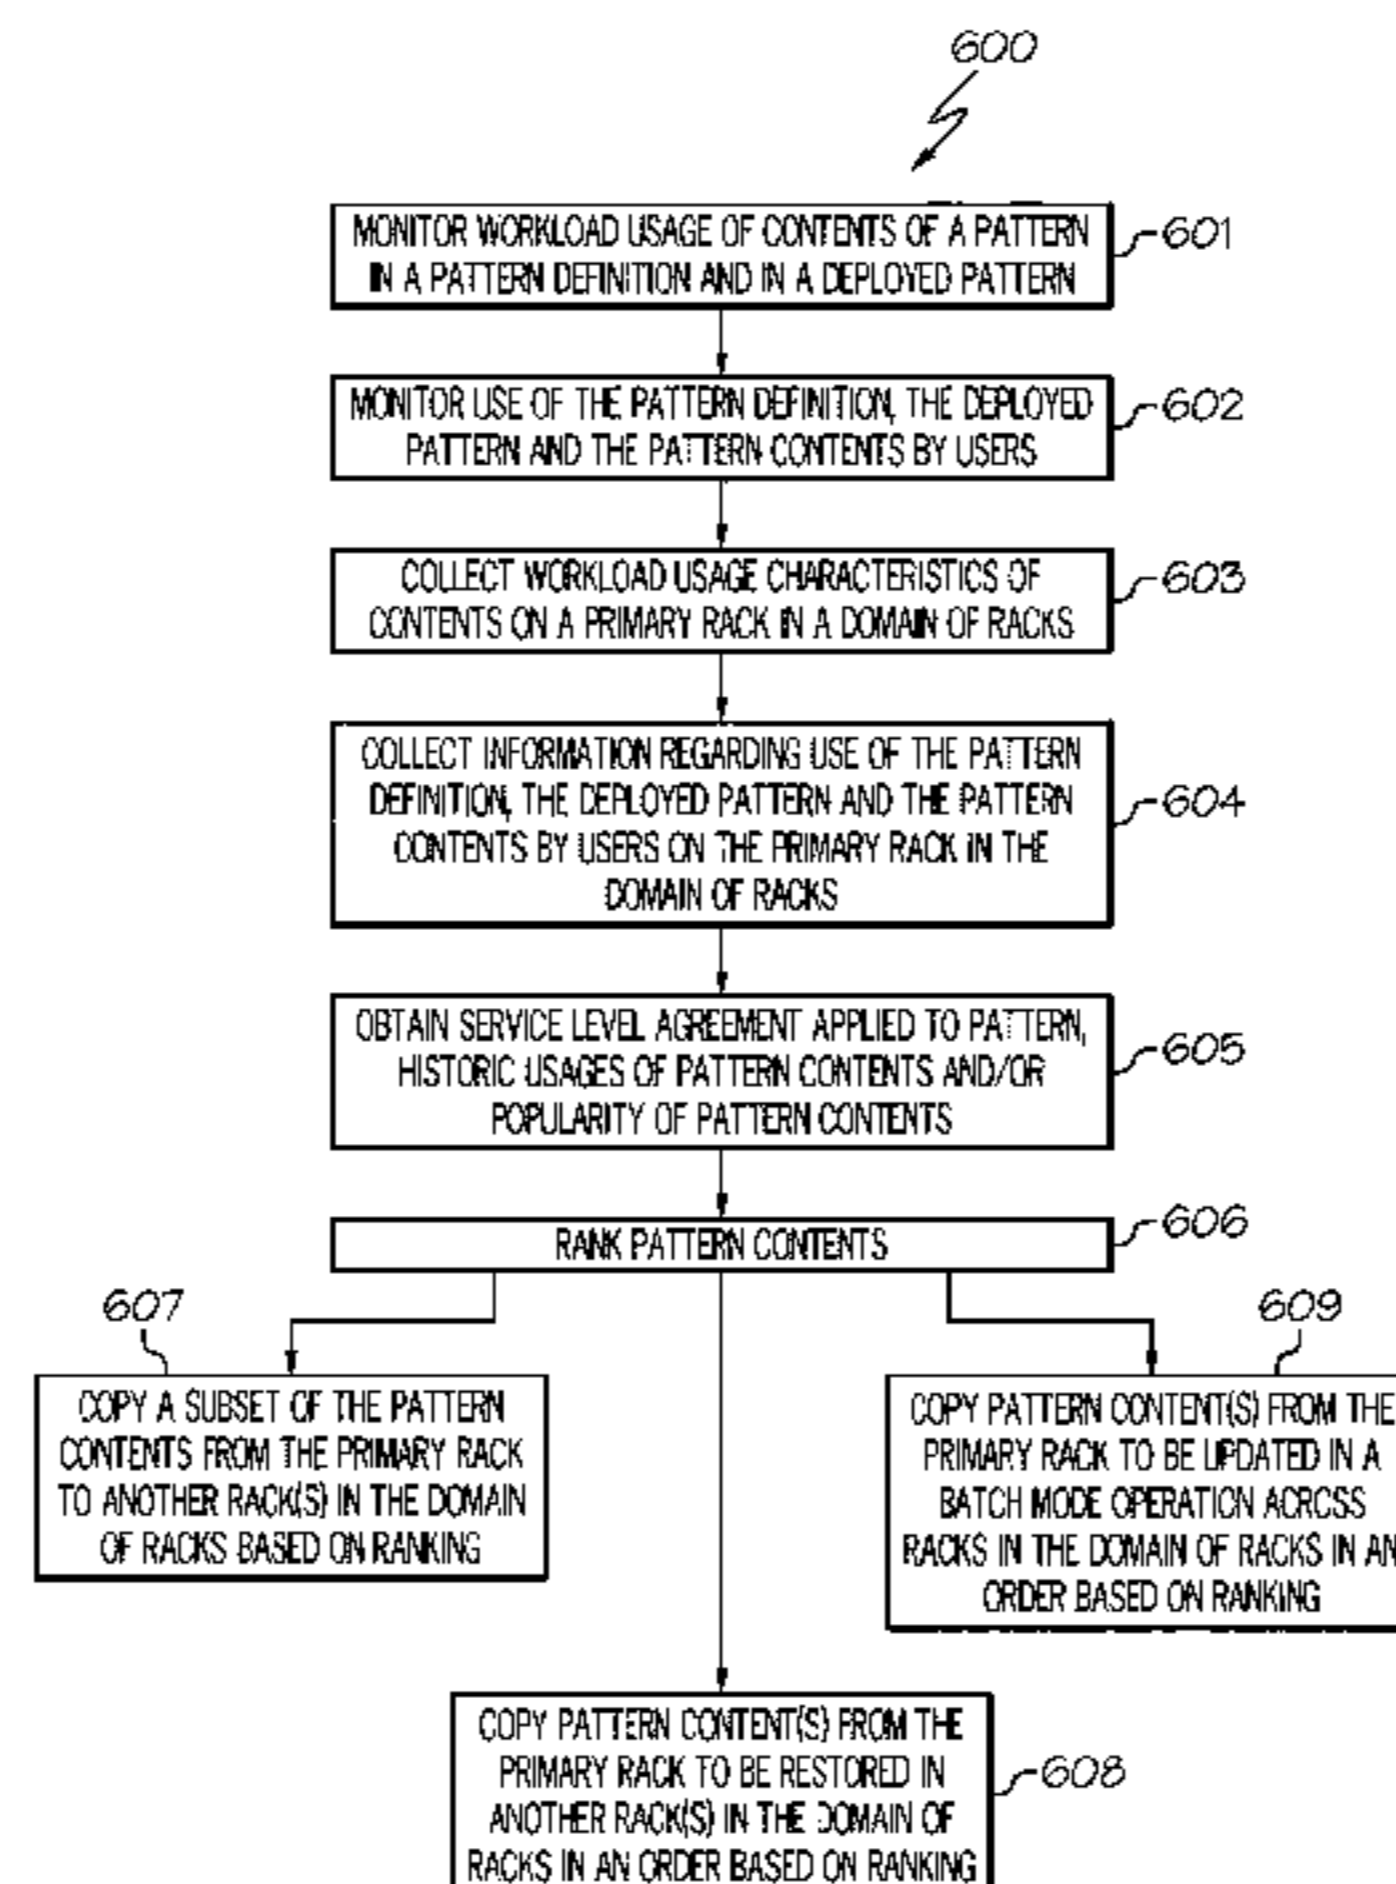 600
MONITOR WORKLOAD USAGE OF CONTENTS OF A PATTERN
IN A PATTERN DEFINITION AND IN A DEPLOYED PATTERN
601
MONITOR USE OF THE PATTERN DEFINITION, THE DEPLOYED
PATTERN AND THE PATTERN CONTENTS BY USERS
602
COLLECT WORKLOAD USAGE CHARACTERISTICS OF
CONTENTS ON A PRIMARY RACK IN A DOMAIN OF RACKS
603
COLLECT INFORMATION REGARDING USE OF THE PATTERN
DEFINITION, THE DEPLOYED PATTERN AND THE PATTERN
CONTENTS BY USERS ON THE PRIMARY RACK IN THE
DOMAIN OF RACKS
604
OBTAIN SERVICE LEVEL AGREEMENT APPLIED TO PATTERN,
HISTORIC USAGES OF PATTERN CONTENTS AND/OR
POPULARITY OF PATTERN CONTENTS
605
RANK PATTERN CONTENTS
606
607
COPY A SUBSET OF THE PATTERN
CONTENTS FROM THE PRIMARY RACK
TO ANOTHER RACK(S) IN THE DOMAIN
OF RACKS BASED ON RANKING
609
COPY PATTERN CONTENT(S) FROM THE
PRIMARY RACK TO BE UPDATED IN A
BATCH MODE OPERATION ACROSS
RACKS IN THE DOMAIN OF RACKS IN AN
ORDER BASED ON RANKING
COPY PATTERN CONTENT(S) FROM THE
PRIMARY RACK TO BE RESTORED IN
ANOTHER RACK(S) IN THE DOMAIN OF
RACKS IN AN ORDER BASED ON RANKING
608